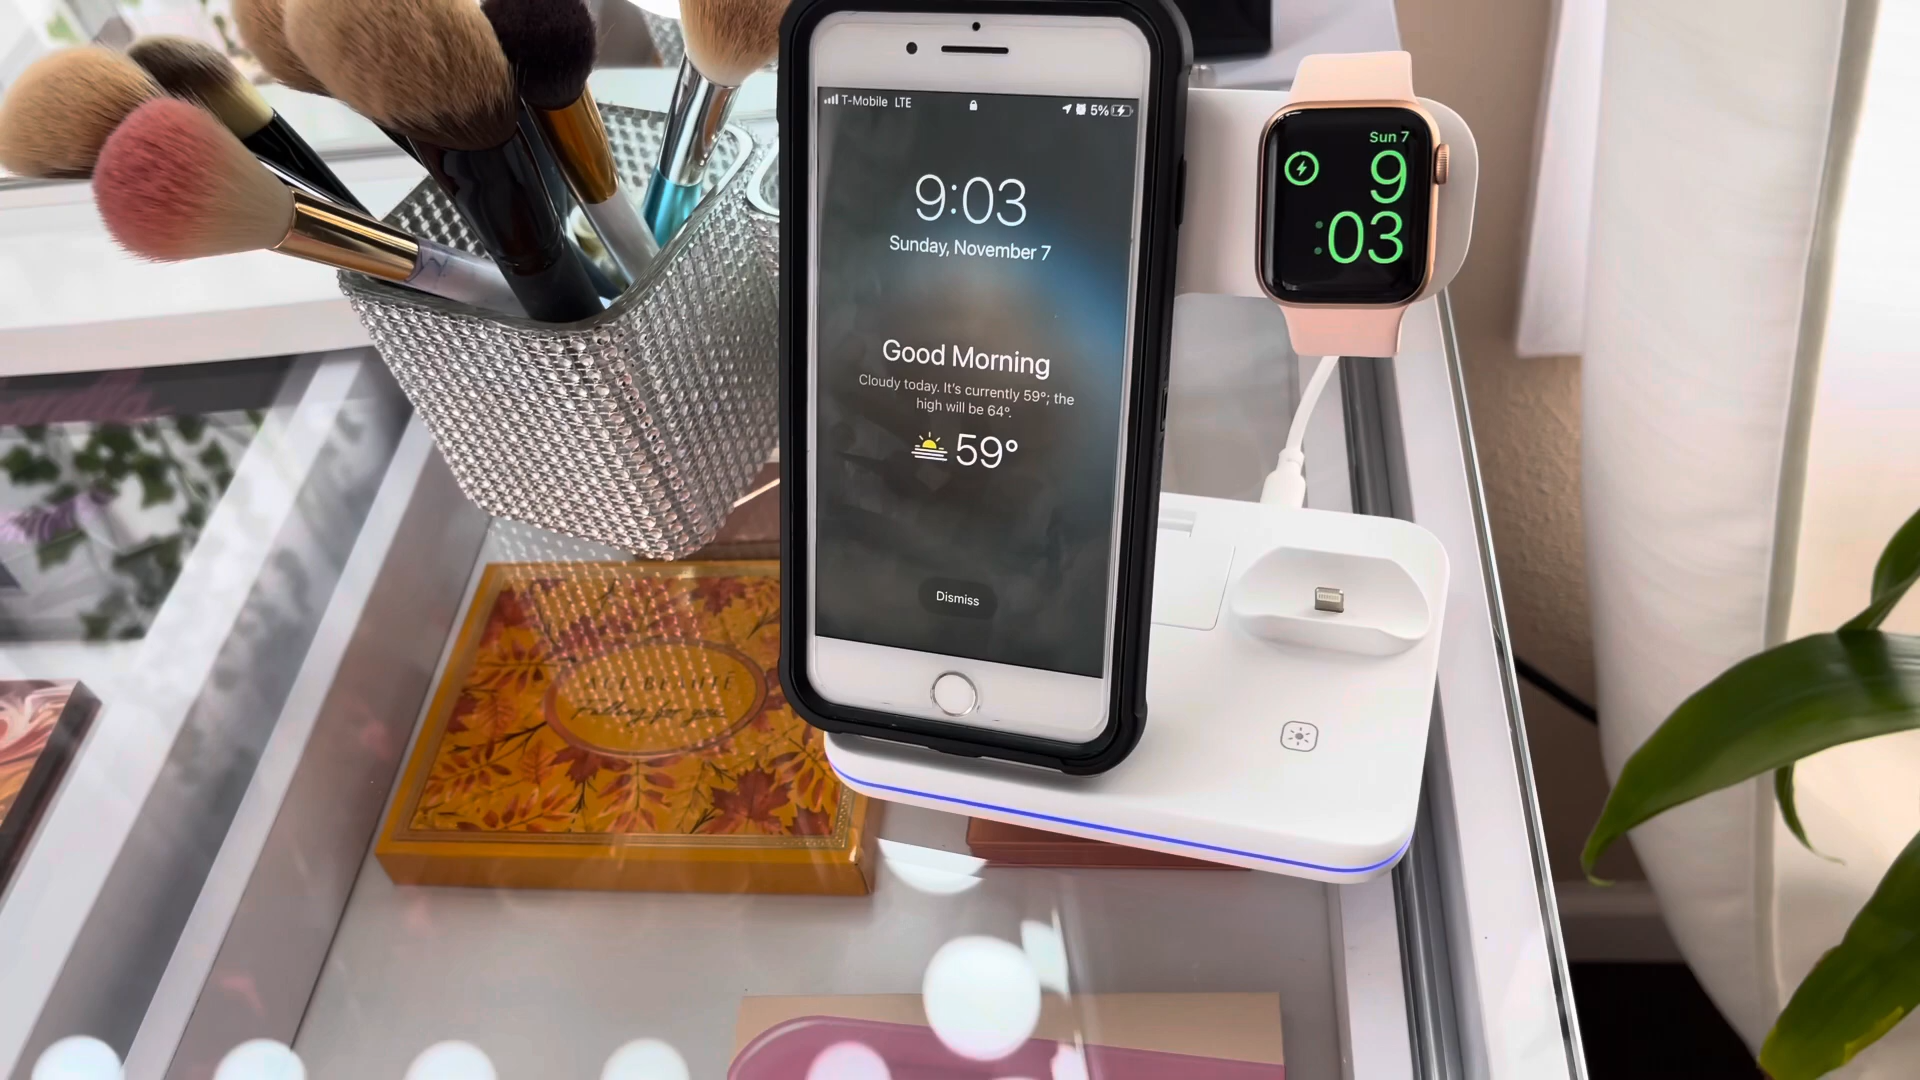 T-Mobile LTE
5%
9:03
Sunday, November 7
Good Morning
Cloudy today. It's currently 59°; the
high will be 64°.
59°
Dismiss
Sun 7
9
:03